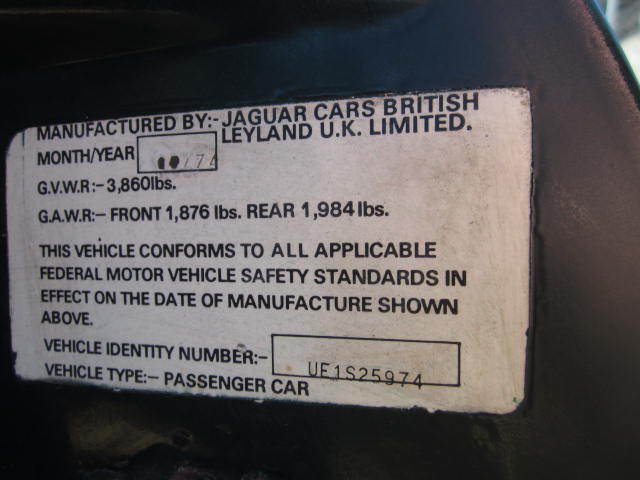 MANUFACTURED BY:- JAGUAR CARS BRITISH
LEYLAND U.K. LIMITED.
MONTH/YEAR
G.V.W.R:- 3,860lbs.
G.A.W.R:- FRONT 1,876 lbs. REAR 1,984 lbs.
THIS VEHICLE CONFORMS TO ALL APPLICABLE
FEDERAL MOTOR VEHICLE SAFETY STANDARDS IN
EFFECT ON THE DATE OF MANUFACTURE SHOWN
ABOVE.
VEHICLE IDENTITY NUMBER:- UE1S25974
VEHICLE TYPE:- PASSENGER CAR